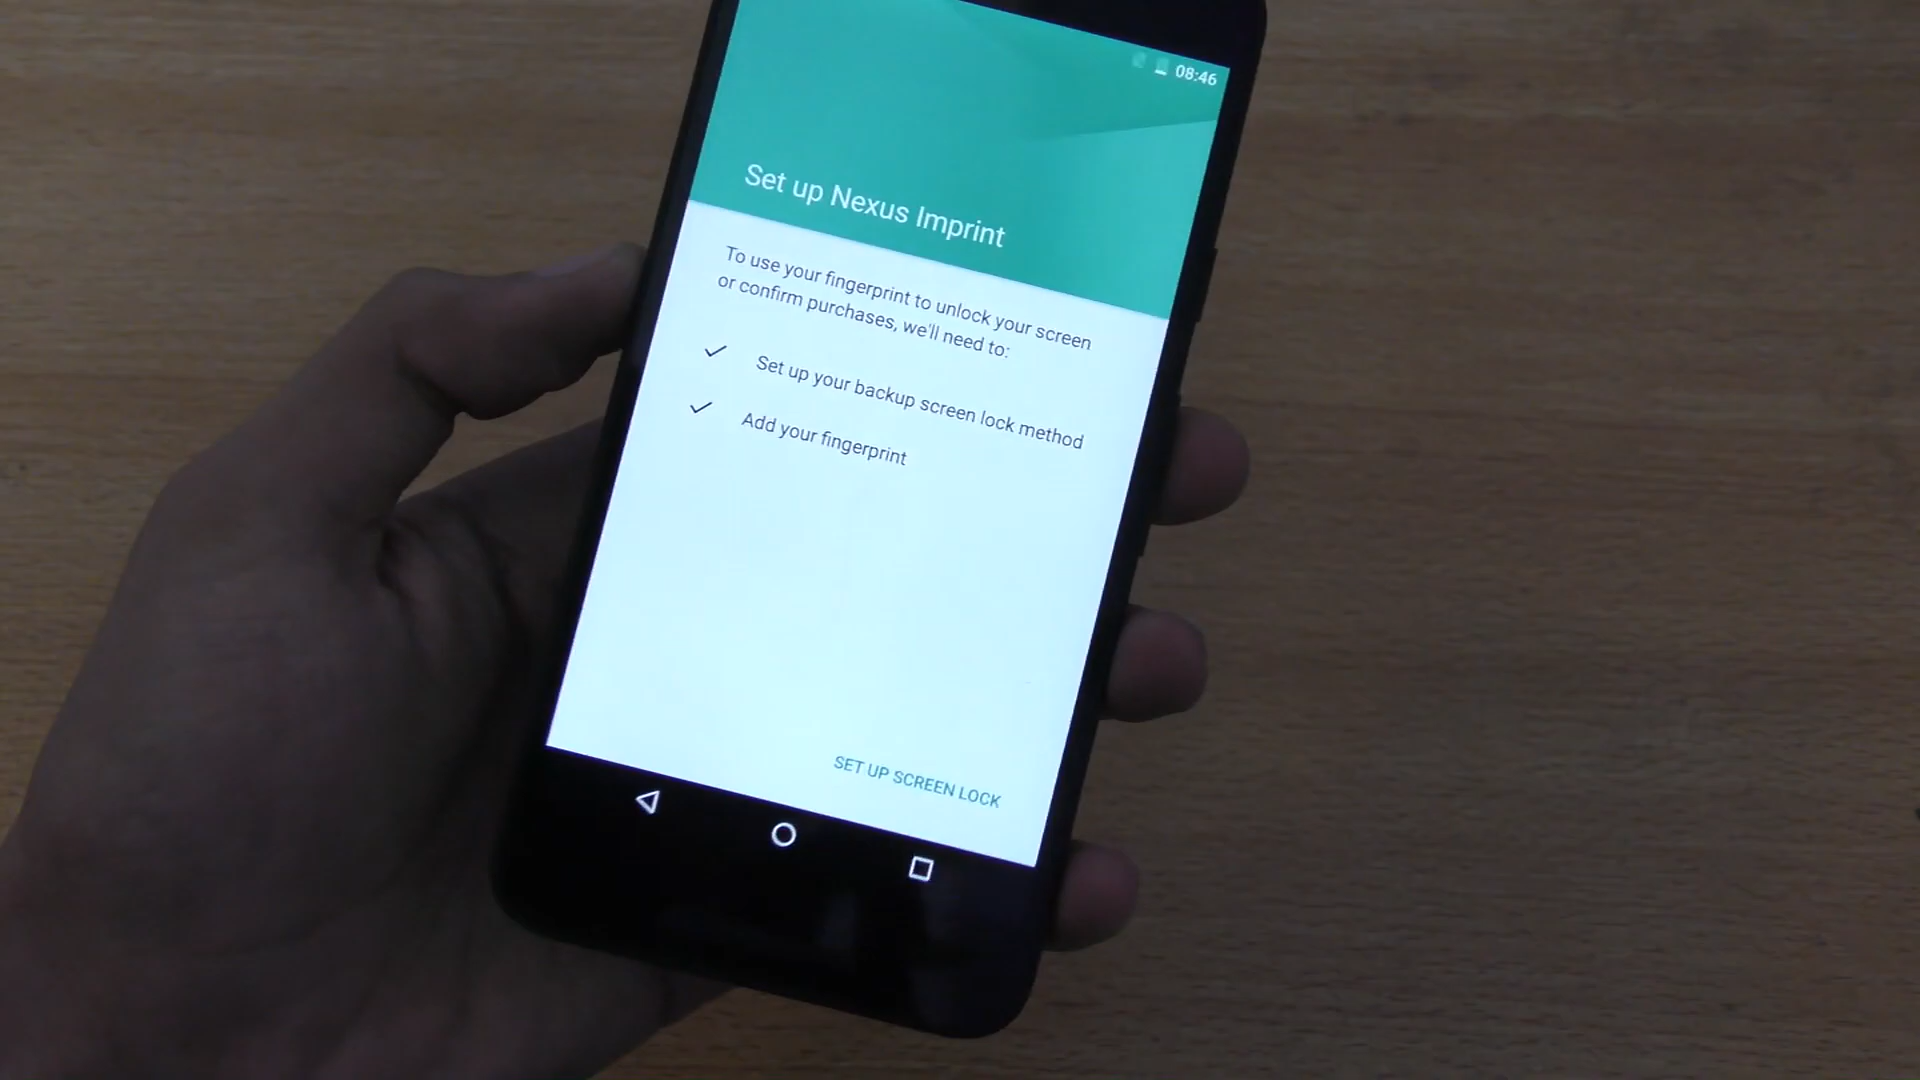 08:46
Set up Nexus Imprint
To use your fingerprint to unlock your screen
or confirm purchases, we'll need to:
Set up your backup screen lock method
Add your fingerprint
SET UP SCREEN LOCK